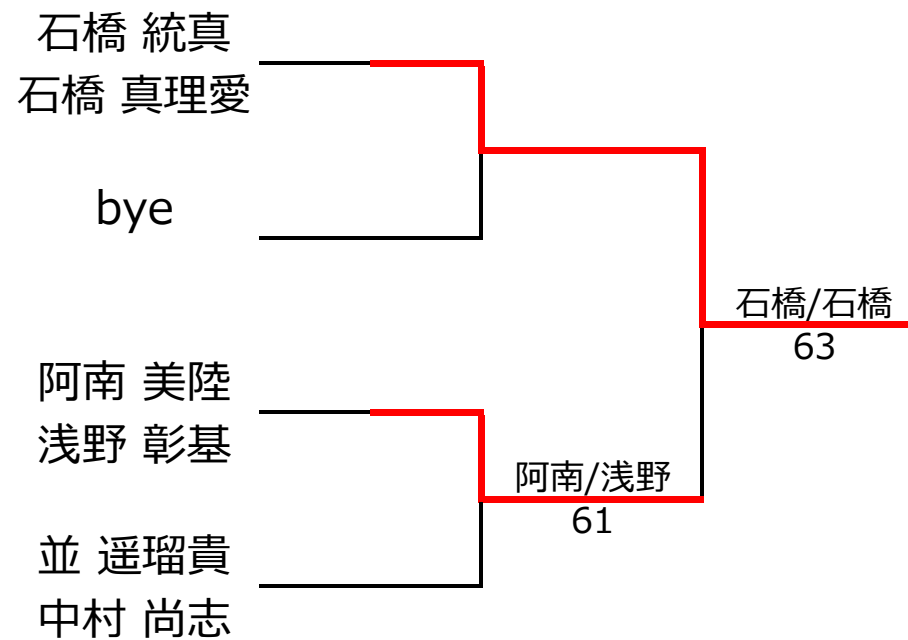 石橋 統真
石橋 真理愛
bye
石橋/石橋
63
阿南 美陸
浅野 彰基
阿南/浅野
61
並 遥瑠貴
中村 尚志